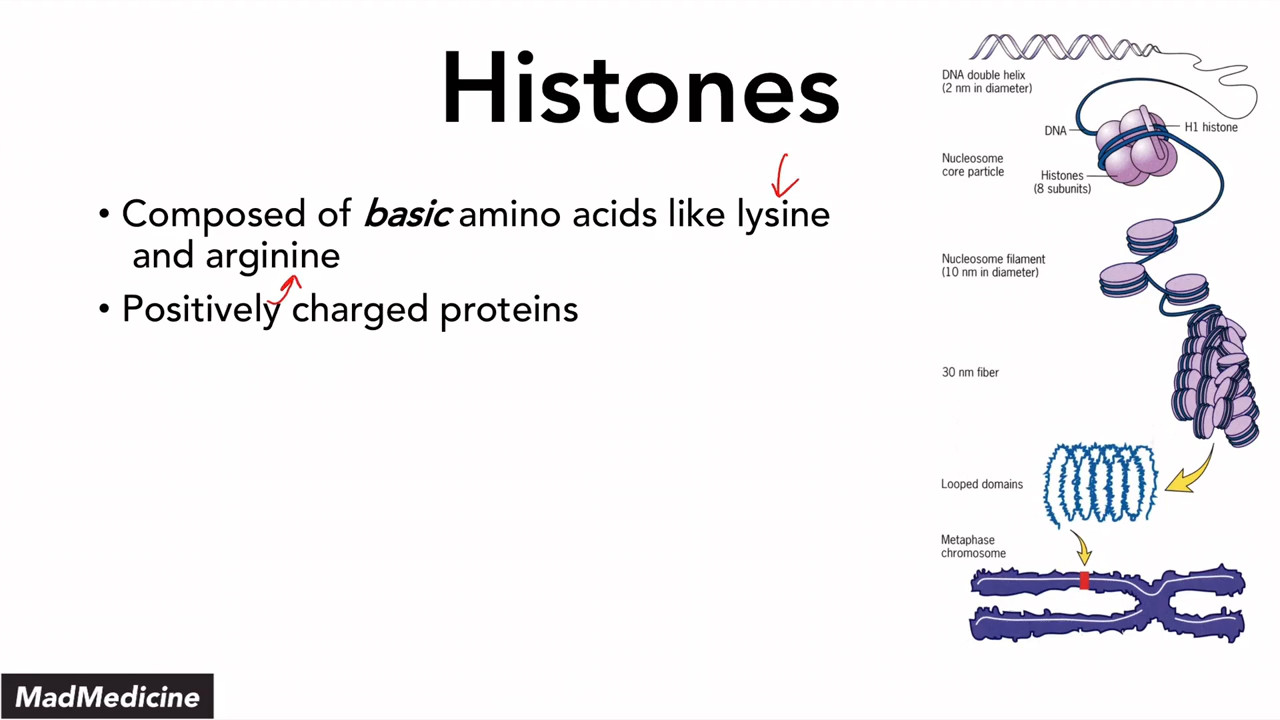 Histones
• Composed of basic amino acids like lysine
and arginine
• Positively charged proteins
DNA double helix
(2 nm in diameter)
DNA
H1 histone
Nucleosome
core particle
Histones
(8 subunits)
Nucleosome filament
(10 nm in diameter)
30 nm fiber
Looped domains
Metaphase
chromosome
MadMedicine